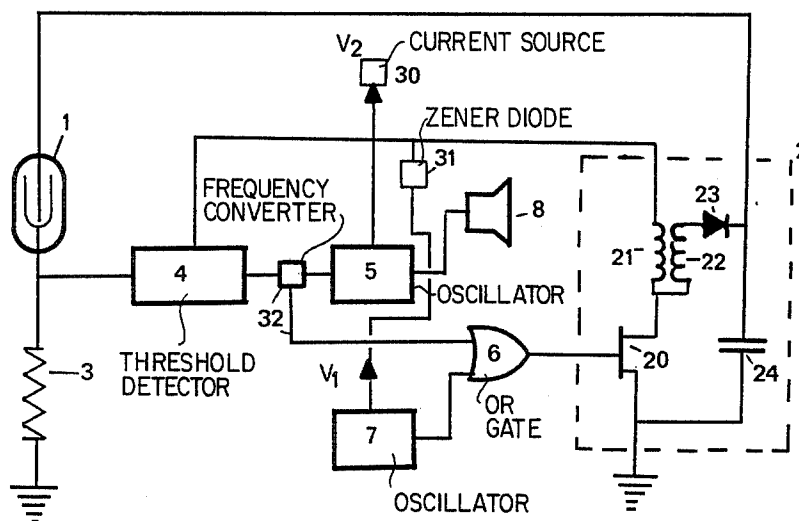 V2
CURRENT SOURCE
30
ZENER DIODE
1
31
2
FREQUENCY
CONVERTER
23
8
4
5
21
22
OSCILLATOR
32
THRESHOLD
DETECTOR
3
V1
6
20
24
OR
GATE
7
OSCILLATOR